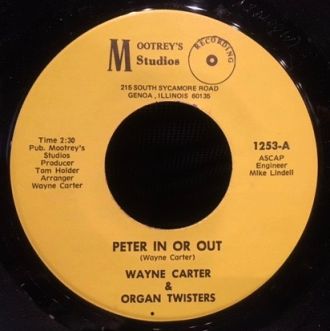 MOOTREY'S
Studios
RECORDING
215 SOUTH SYCAMORE ROAD
GENOA, ILLINOIS 60135
Time 2:30
Pub. Mootrey's
Studios
Producer
Tom Holder
Arranger
Wayne Carter
1253-A
ASCAP
Engineer
Mike Lindell
PETER IN OR OUT
(Wayne Carter)
WAYNE CARTER
&
ORGAN TWISTERS